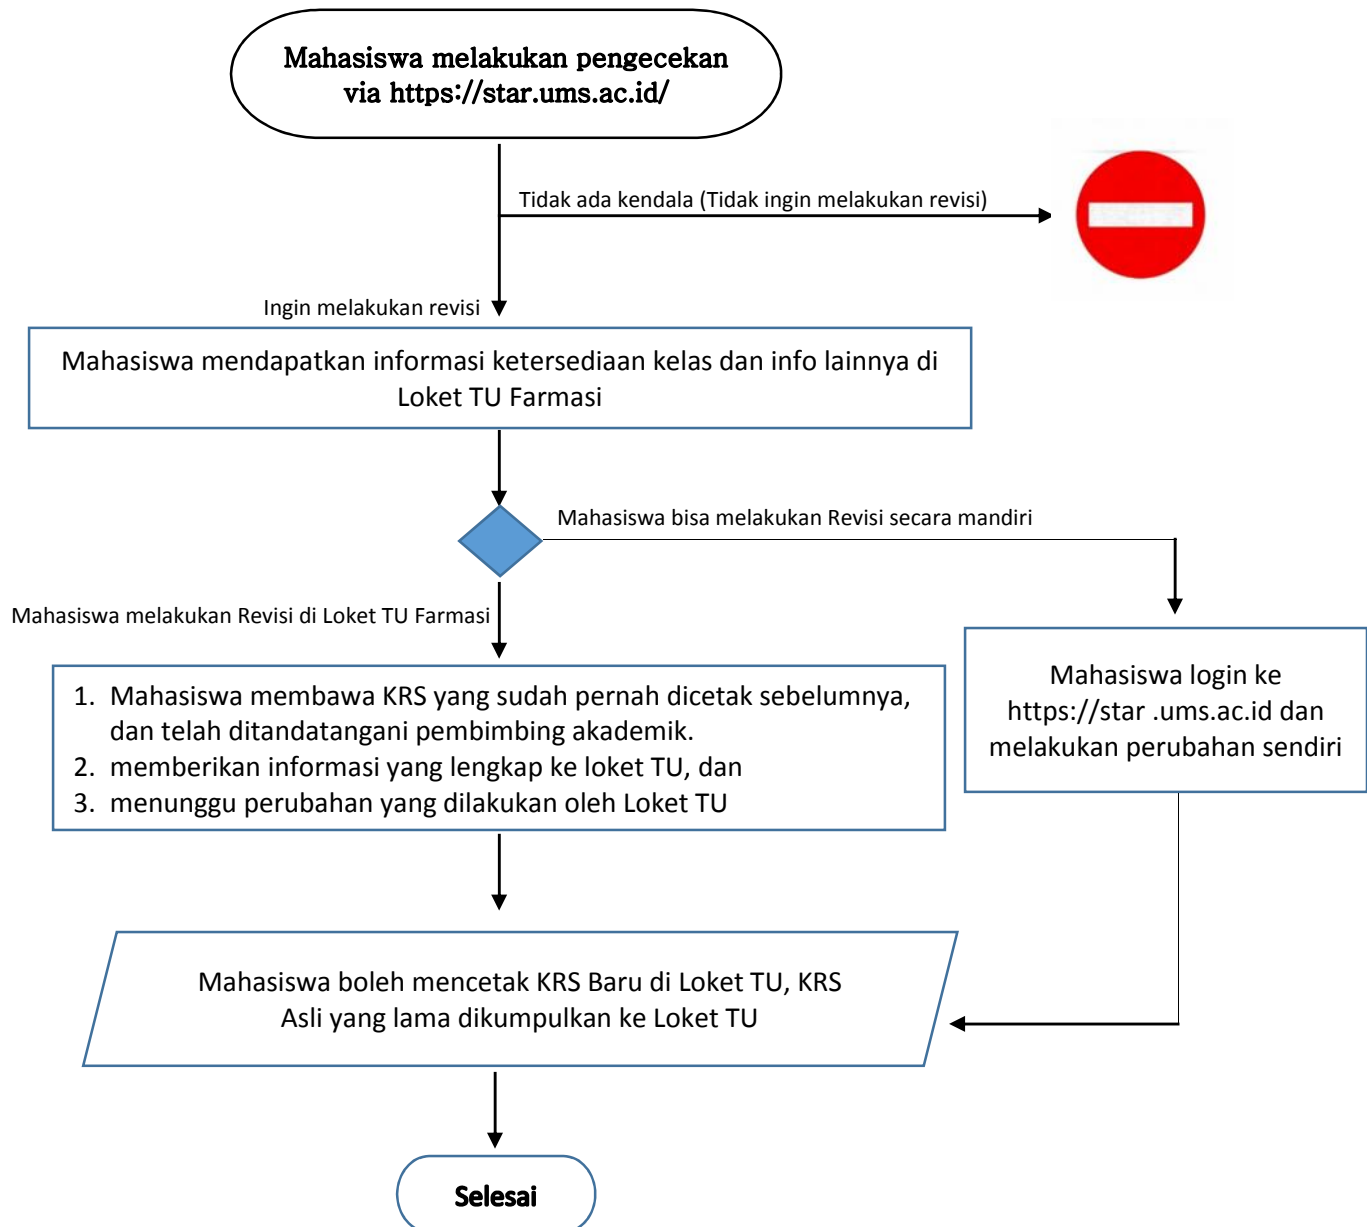 Mahasiswa melakukan pengecekan
via https://star.ums.ac.id/
Tidak ada kendala (Tidak ingin melakukan revisi)
Ingin melakukan revisi
Mahasiswa mendapatkan informasi ketersediaan kelas dan info lainnya di
Loket TU Farmasi
Mahasiswa bisa melakukan Revisi secara mandiri
Mahasiswa melakukan Revisi di Loket TU Farmasi
1. Mahasiswa membawa KRS yang sudah pernah dicetak sebelumnya,
dan telah ditandatangani pembimbing akademik.
2. memberikan informasi yang lengkap ke loket TU, dan
3. menunggu perubahan yang dilakukan oleh Loket TU
Mahasiswa login ke
https://star .ums.ac.id dan
melakukan perubahan sendiri
Mahasiswa boleh mencetak KRS Baru di Loket TU, KRS
Asli yang lama dikumpulkan ke Loket TU
Selesai